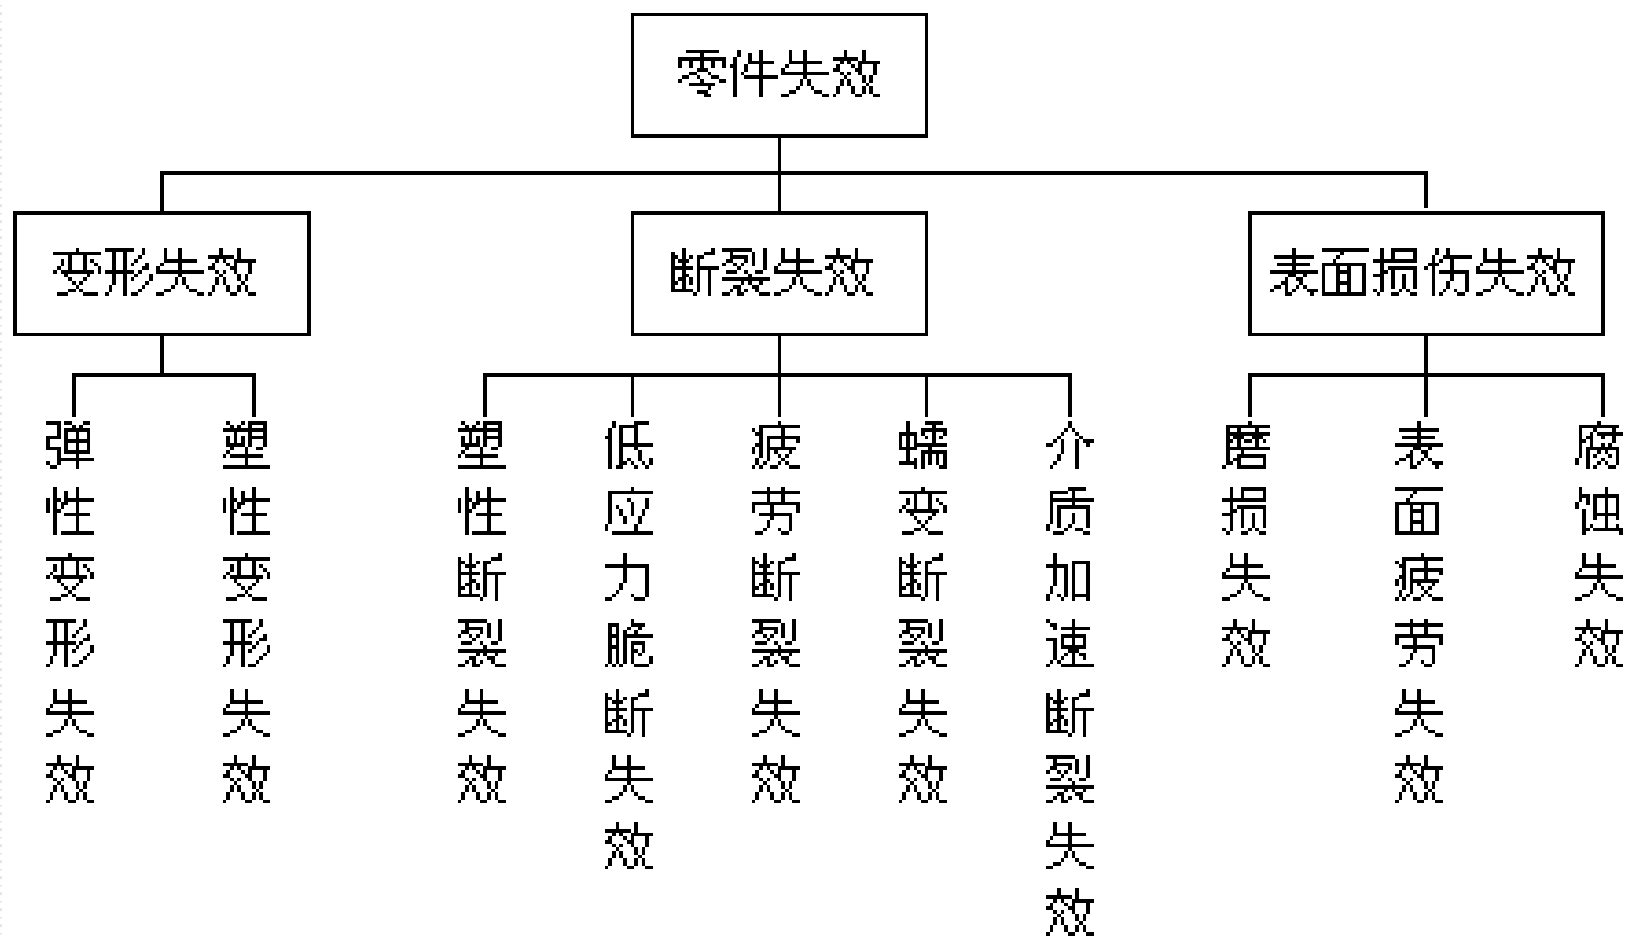 零件失效
变形失效
断裂失效
表面损伤失效
弹性变形失效
塑性变形失效
塑性断裂失效
低应力脆断失效
疲劳断裂失效
蠕变断裂失效
介质加速断裂失效
磨损失效
表面疲劳失效
腐蚀失效